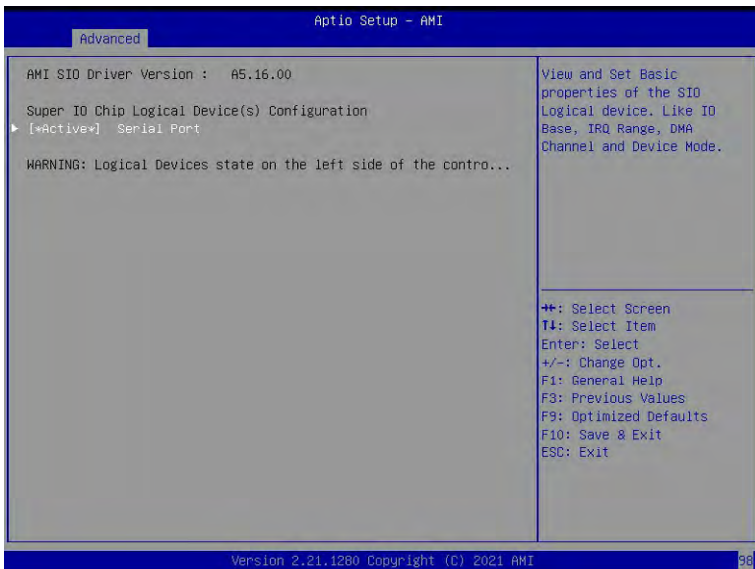 Aptio Setup - AMI
Advanced
AMI SIO Driver Version : A5.16.00
Super IO Chip Logical Device(s) Configuration
[*Active*] Serial Port
WARNING: Logical Devices state on the left side of the contro...
View and Set Basic
properties of the SIO
Logical device. Like IO
Base, IRQ Range, DMA
Channel and Device Mode.
→←: Select Screen
↑↓: Select Item
Enter: Select
+/-: Change Opt.
F1: General Help
F3: Previous Values
F9: Optimized Defaults
F10: Save & Exit
ESC: Exit
Version 2.21.1280 Copyright (C) 2021 AMI
98